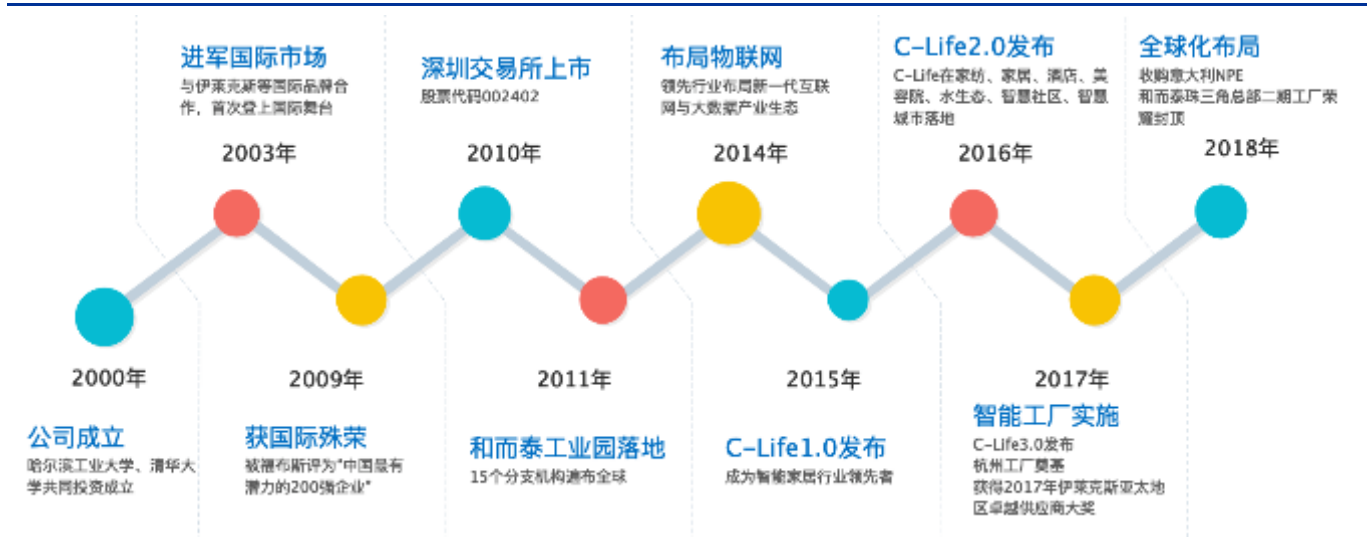 进军国际市场
与伊莱克斯等国际品牌合
作，首次登上国际舞台
2003年
深圳交易所上市
股票代码002402
2010年
布局物联网
领先行业布局新一代互联
网与大数据产业生态
2014年
C-Life2.0发布
C-Life在家纺、家居、酒店、美
容院、水生态、智慧社区、智慧
城市落地
2016年
全球化布局
收购意大利NPE
和而泰珠三角总部二期工厂荣
耀封顶
2018年
2000年
公司成立
哈尔滨工业大学、清华大
学共同投资成立
2009年
获国际殊荣
被福布斯评为"中国最有
潜力的200强企业"
2011年
和而泰工业园落地
15个分支机构遍布全球
2015年
C-Life1.0发布
成为智能家居行业领先者
2017年
智能工厂实施
C-Life3.0发布
杭州工厂奠基
获得2017年伊莱克斯亚太地
区卓越供应商大奖